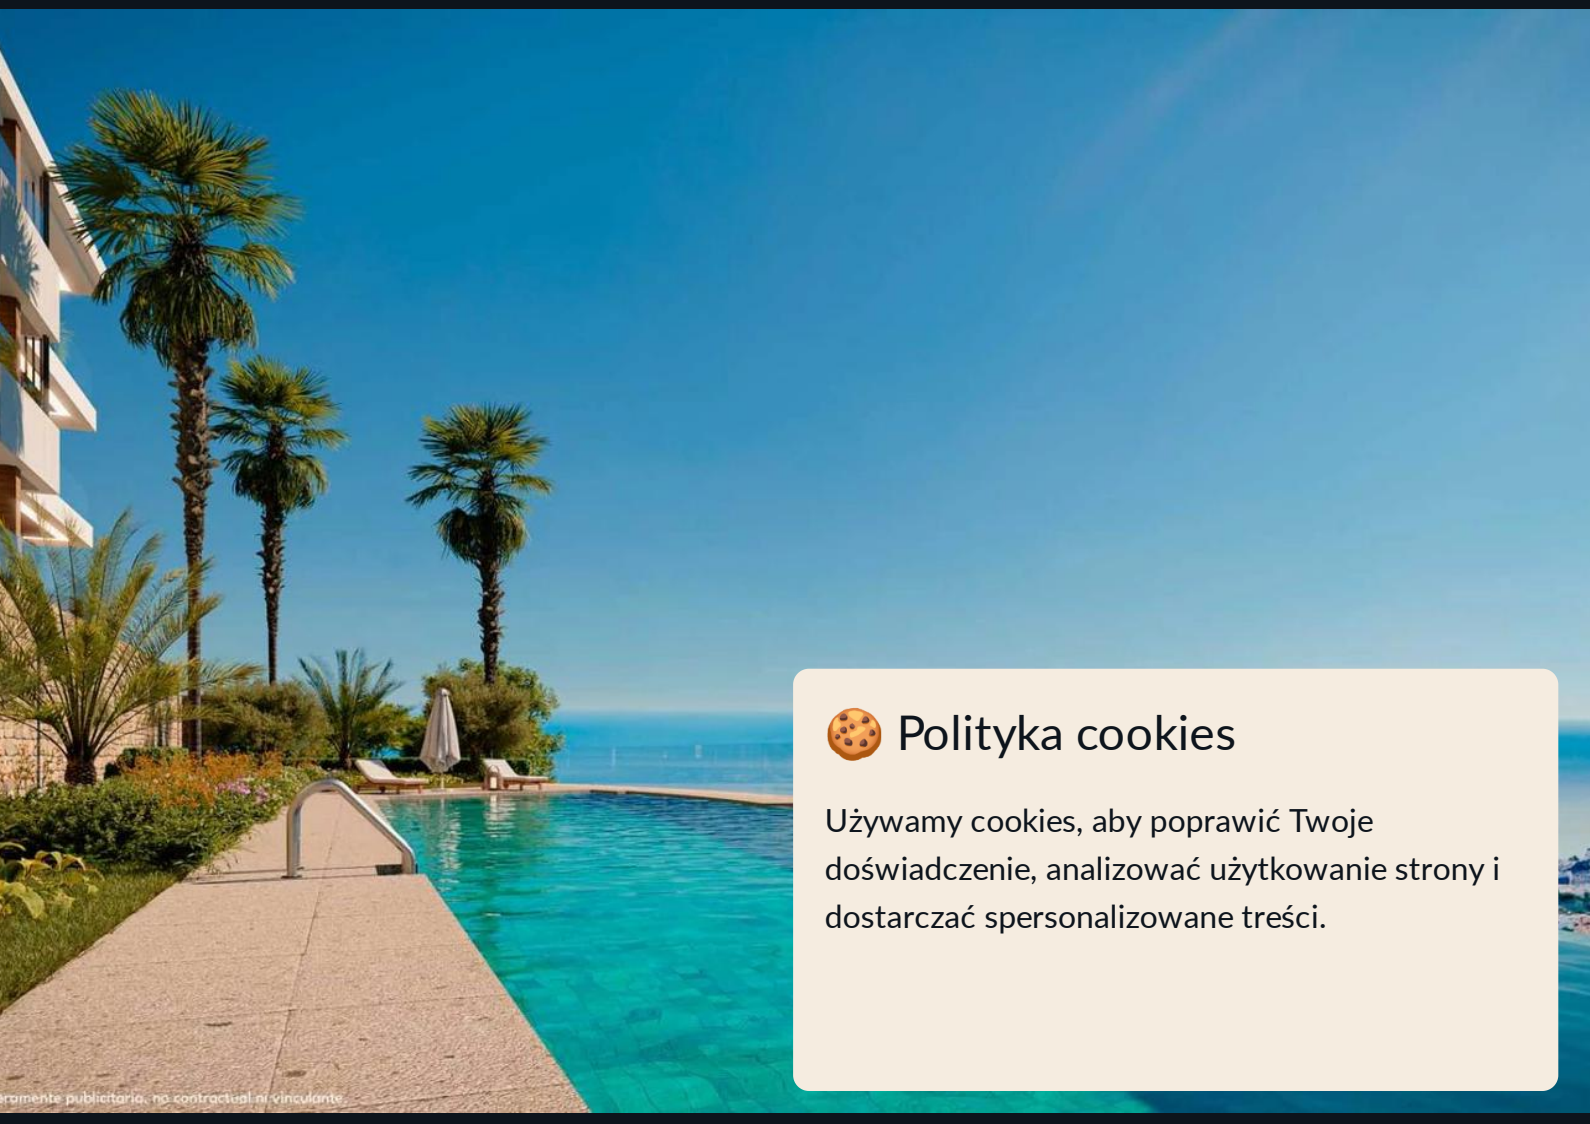 Polityka cookies
Używamy cookies, aby poprawić Twoje
doświadczenie, analizować użytkowanie strony i
dostarczać spersonalizowane treści.
publicitaria, no contractual ni vinculante.